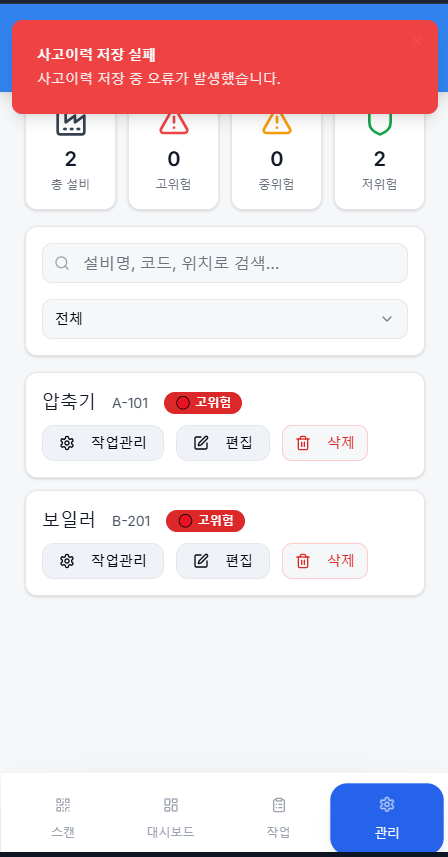 사고이력 저장 실패
사고이력 저장 중 오류가 발생했습니다.
2 0 0 2
총 설비 고위험 중위험 저위험
설비명, 코드, 위치로 검색...
전체
압축기 A-101 고위험
작업관리 편집 삭제
보일러 B-201 고위험
작업관리 편집 삭제
스캔 대시보드 작업 관리